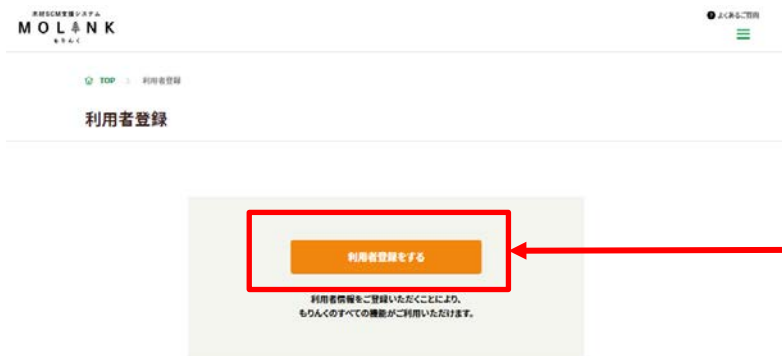 木材SCM支援システム
MOLINK
もりんく
よくあるご質問
TOP
利用者登録
利用者登録
利用者登録をする
利用者情報をご登録いただくことにより、
もりんくのすべての機能がご利用いただけます。